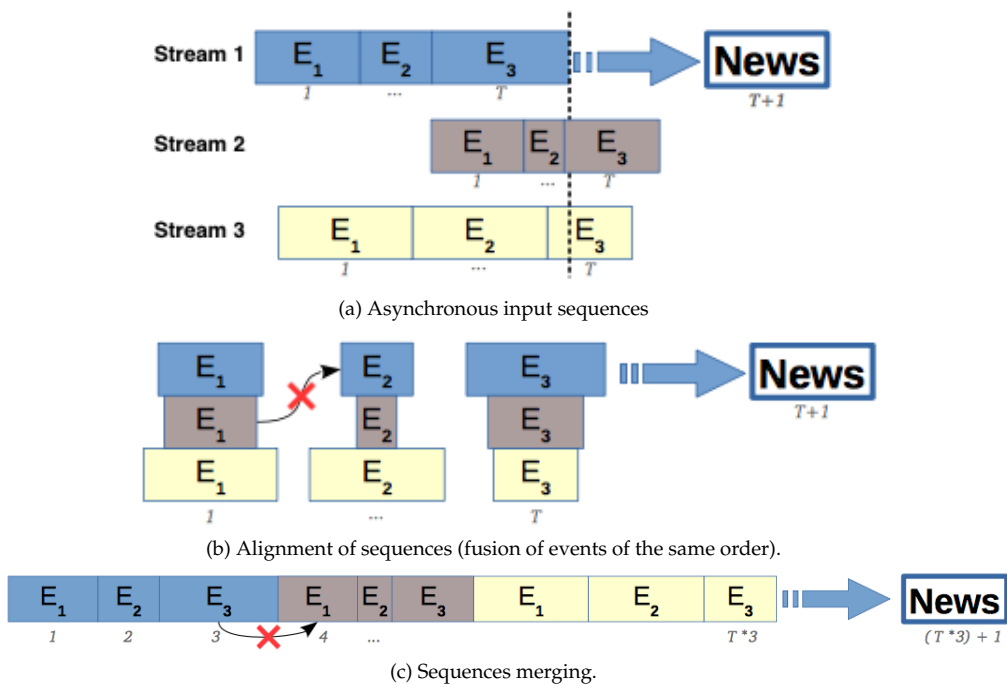 Stream 1 E1 E2 E3 News
1 ... T T+1
Stream 2 E1 E2 E3
1 ... T
Stream 3 E1 E2 E3
1 ... T
(a) Asynchronous input sequences
E1 E2 E3 News
T+1
E1 E2 E3
E1 E2 E3
1 ... T
(b) Alignment of sequences (fusion of events of the same order).
E1 E2 E3 E1 E2 E3 E1 E2 E3 News
1 2 3 4 ... T*3 (T*3) + 1
(c) Sequences merging.